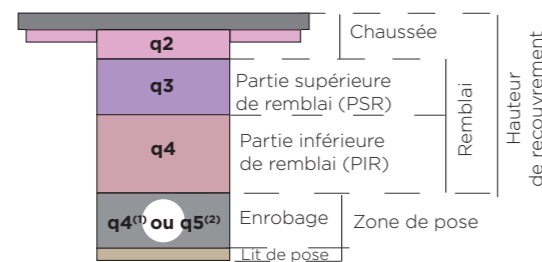 q2
Chaussée
q3
Partie supérieure
de remblai (PSR)
q4
Partie inférieure
de remblai (PIR)
Remblai
Hauteur
de recouvrement
q4⁽¹⁾ ou q5⁽²⁾
Enrobage
Zone de pose
Lit de pose